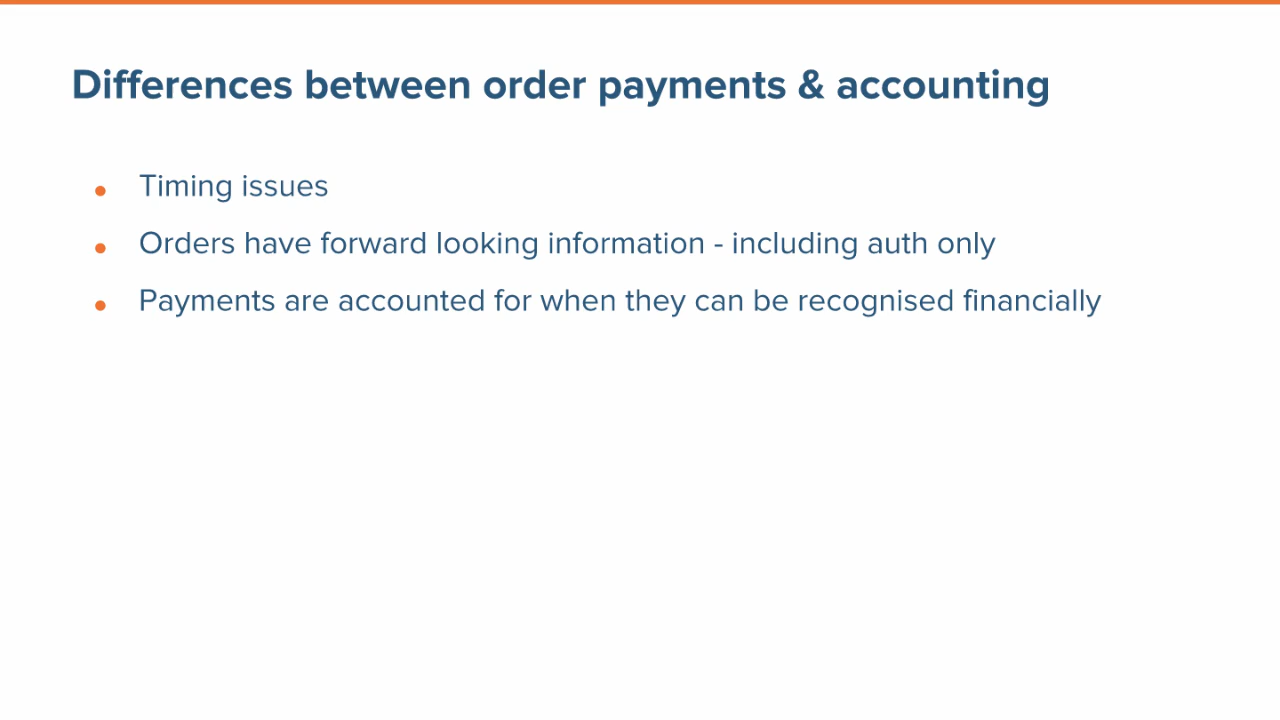 Differences between order payments & accounting
Timing issues
Orders have forward looking information - including auth only
Payments are accounted for when they can be recognised financially